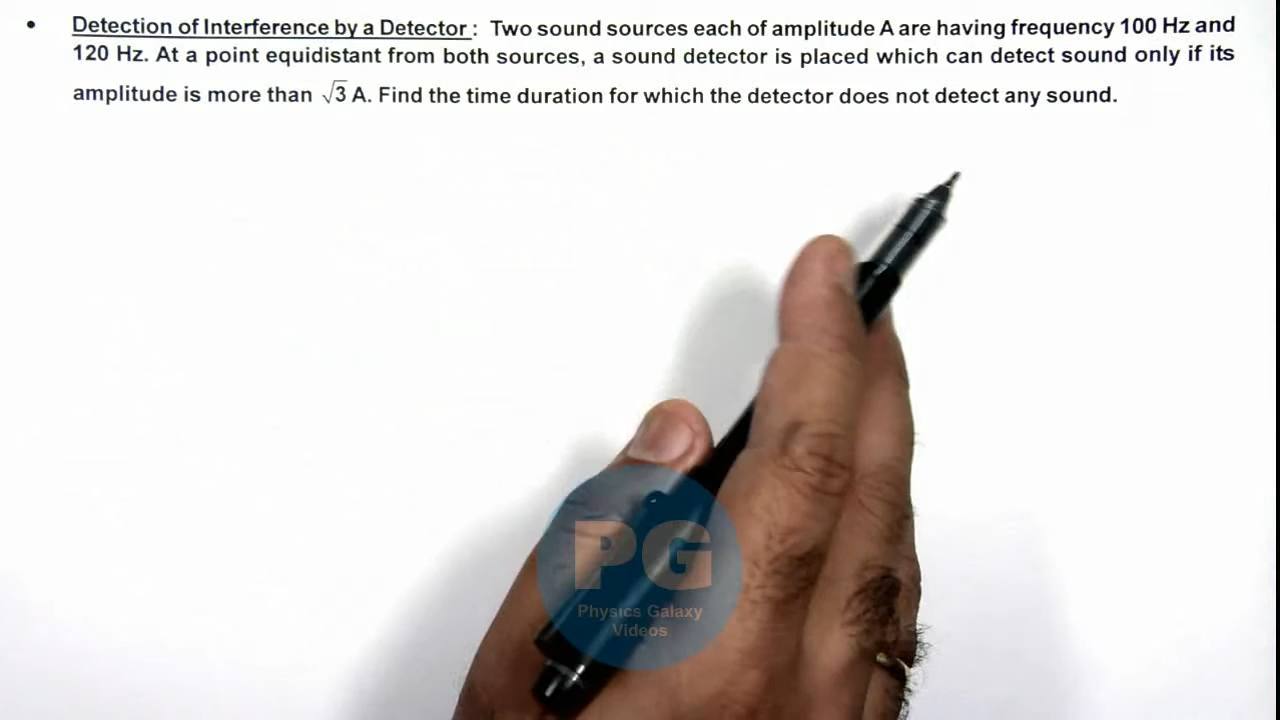 • Detection of Interference by a Detector : Two sound sources each of amplitude A are having frequency 100 Hz and
120 Hz. At a point equidistant from both sources, a sound detector is placed which can detect sound only if its
amplitude is more than √3 A. Find the time duration for which the detector does not detect any sound.
PG
Physics Galaxy
Videos